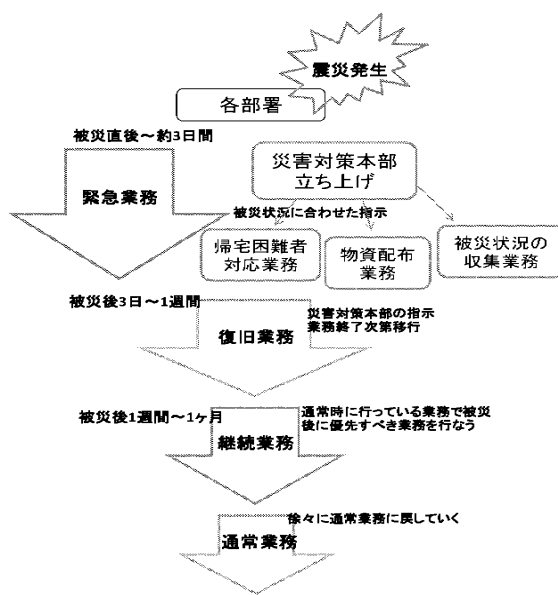 震災発生
各部署
被災直後～約3日間
災害対策本部
立ち上げ
緊急業務
被災状況に合わせた指示
帰宅困難者
対応業務
物資配布
業務
被災状況の
収集業務
被災後3日～1週間
災害対策本部の指示
業務終了次第移行
復旧業務
被災後1週間～1ヶ月
通常時に行っている業務で被災
後に優先すべき業務を行なう
継続業務
徐々に通常業務に戻していく
通常業務